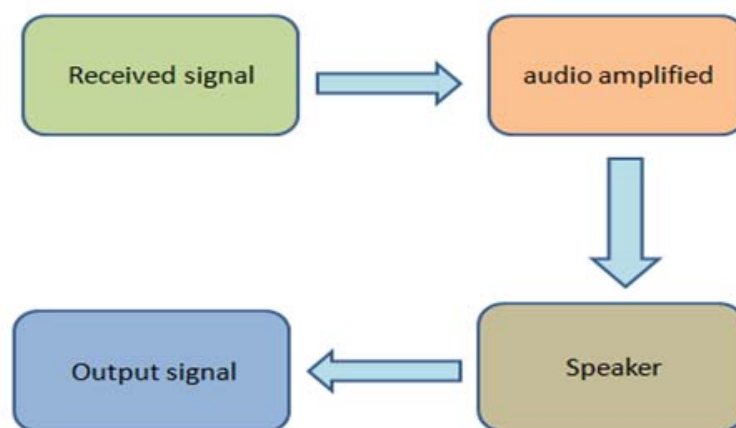 Received signal
audio amplified
Speaker
Output signal